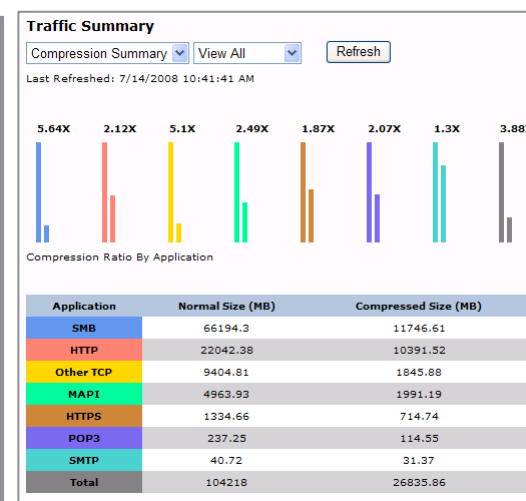 Traffic Summary
Compression Summary View All Refresh
Last Refreshed: 7/14/2008 10:41:41 AM
5.64X 2.12X 5.1X 2.49X 1.87X 2.07X 1.3X 3.88X
Compression Ratio By Application
Application Normal Size (MB) Compressed Size (MB)
SMB 66194.3 11746.61
HTTP 22042.38 10391.52
Other TCP 9404.81 1845.88
MAPI 4963.93 1991.19
HTTPS 1334.66 714.74
POP3 237.25 114.55
SMTP 40.72 31.37
Total 104218 26835.86